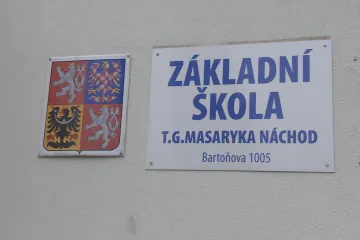 ZÁKLADNÍ
ŠKOLA
T.G.MASARYKA NÁCHOD
Bartoňova 1005